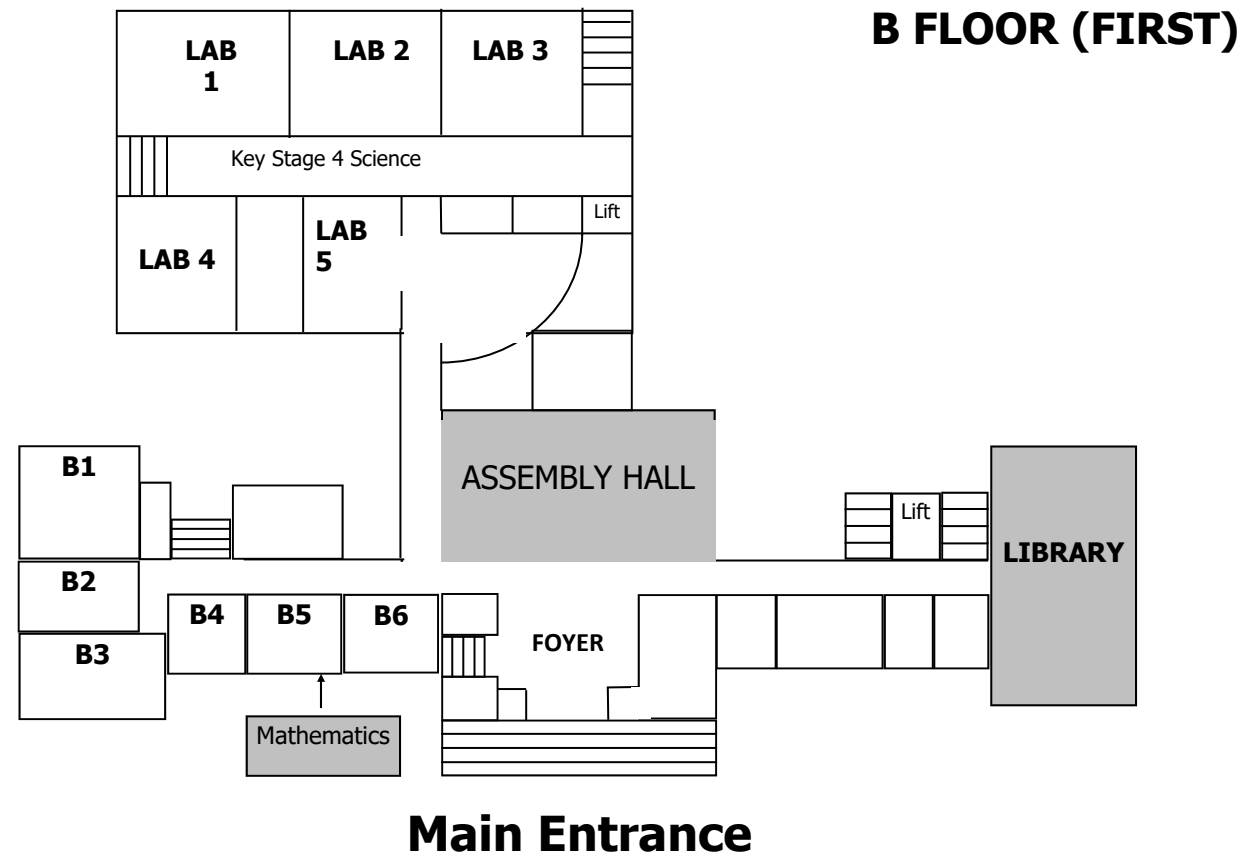 B FLOOR (FIRST)
LAB
1
LAB 2
LAB 3
Key Stage 4 Science
LAB 4
LAB
5
Lift
ASSEMBLY HALL
B1
B2
B3
B4
B5
B6
FOYER
Lift
LIBRARY
Mathematics
Main Entrance